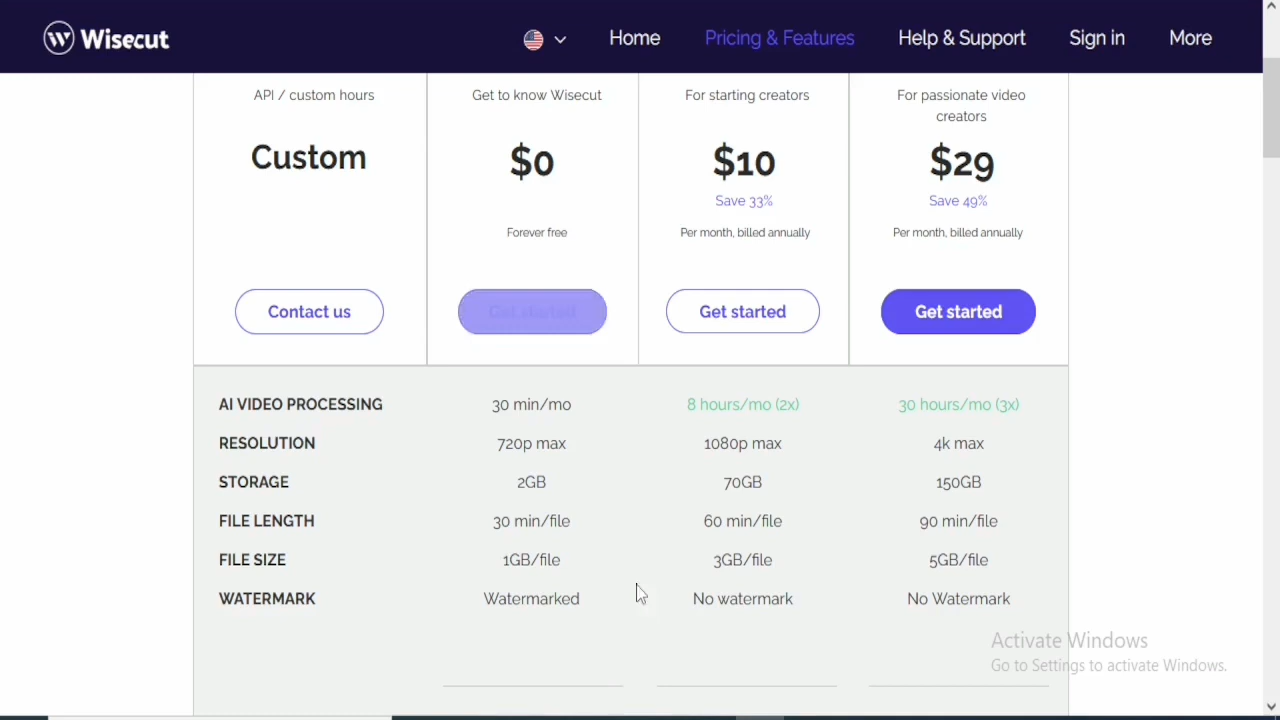 Wisecut
Home
Pricing & Features
Help & Support
Sign in
More
API / custom hours
Custom
Contact us
Get to know Wisecut
$0
Forever free
Get started
For starting creators
$10
Save 33%
Per month, billed annually
Get started
For passionate video
creators
$29
Save 49%
Per month, billed annually
Get started
AI VIDEO PROCESSING 30 min/mo 8 hours/mo (2x) 30 hours/mo (3x)
RESOLUTION 720p max 1080p max 4k max
STORAGE 2GB 70GB 150GB
FILE LENGTH 30 min/file 60 min/file 90 min/file
FILE SIZE 1GB/file 3GB/file 5GB/file
WATERMARK Watermarked No watermark No Watermark
Activate Windows
Go to Settings to activate Windows.